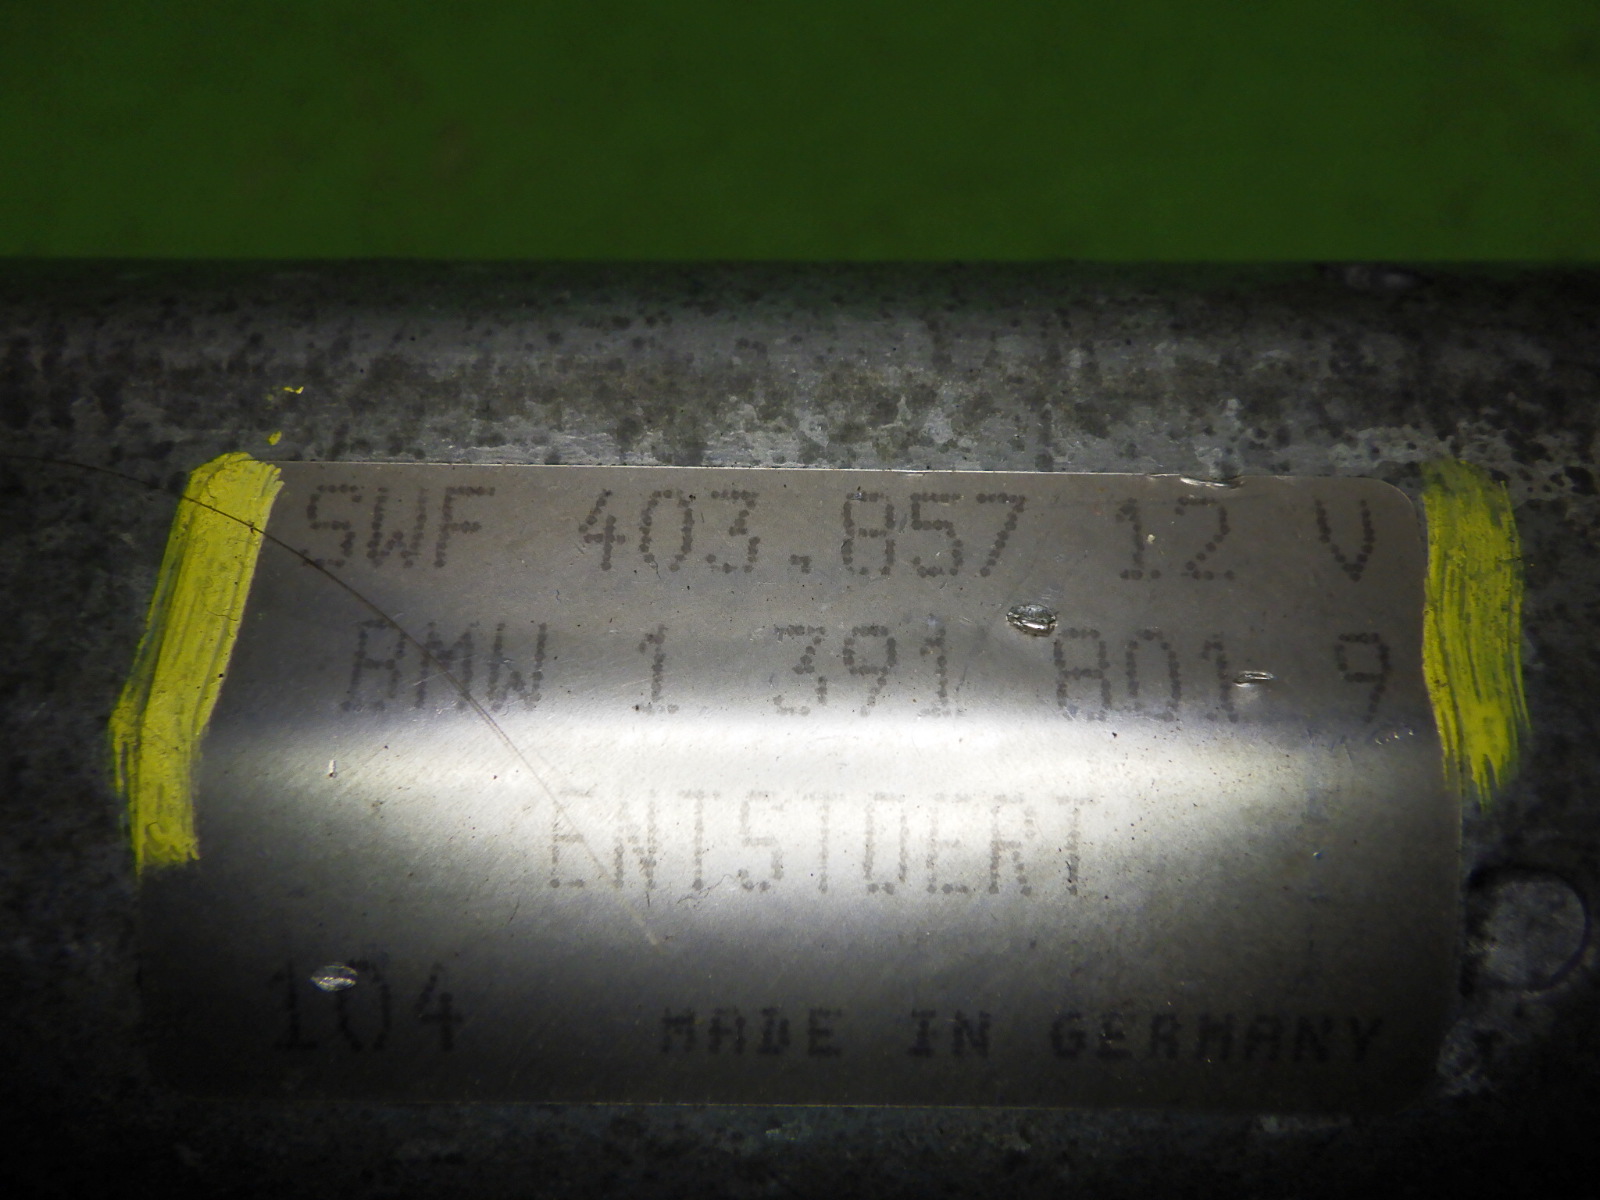 SWF 403.857 12 V
BMW 1 391 801 9
ENTSTOERT
104 MADE IN GERMANY